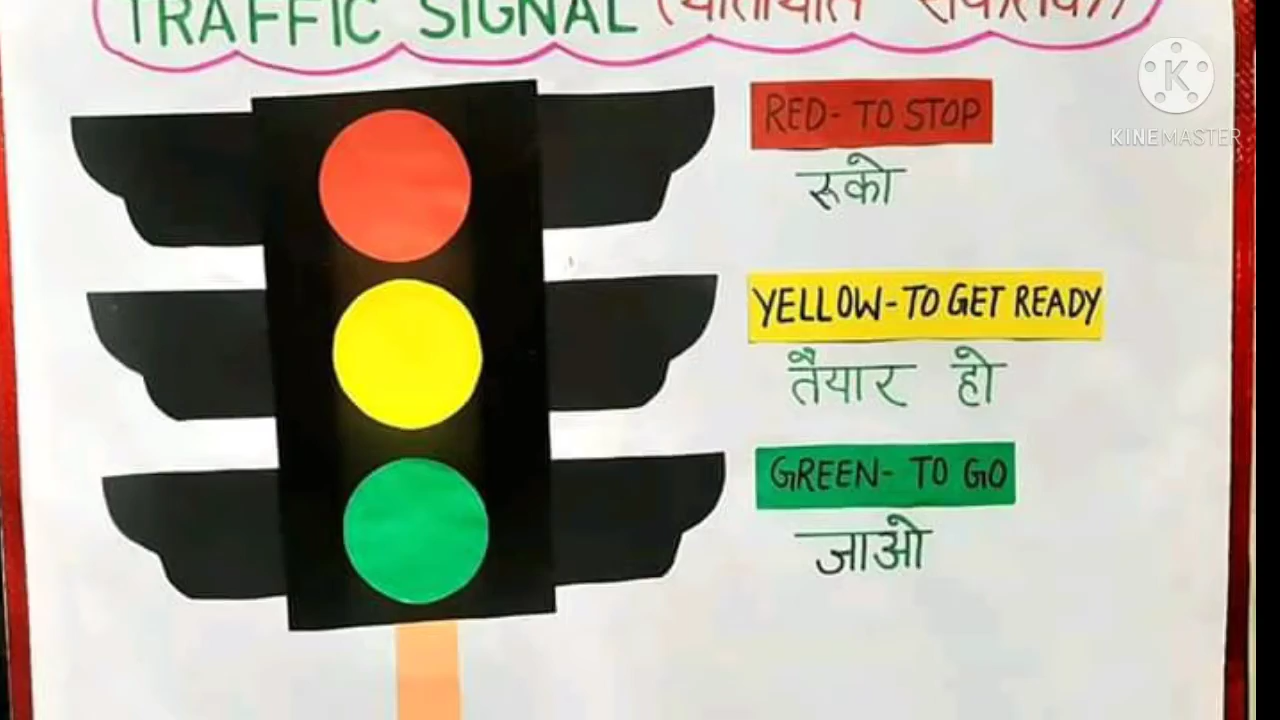 TRAFFIC SIGNAL (यातायात
K
KINEMASTER
RED- TO STOP
रुको
YELLOW-TO GET READY
तैयार हो
GREEN- TO GO
जाओ